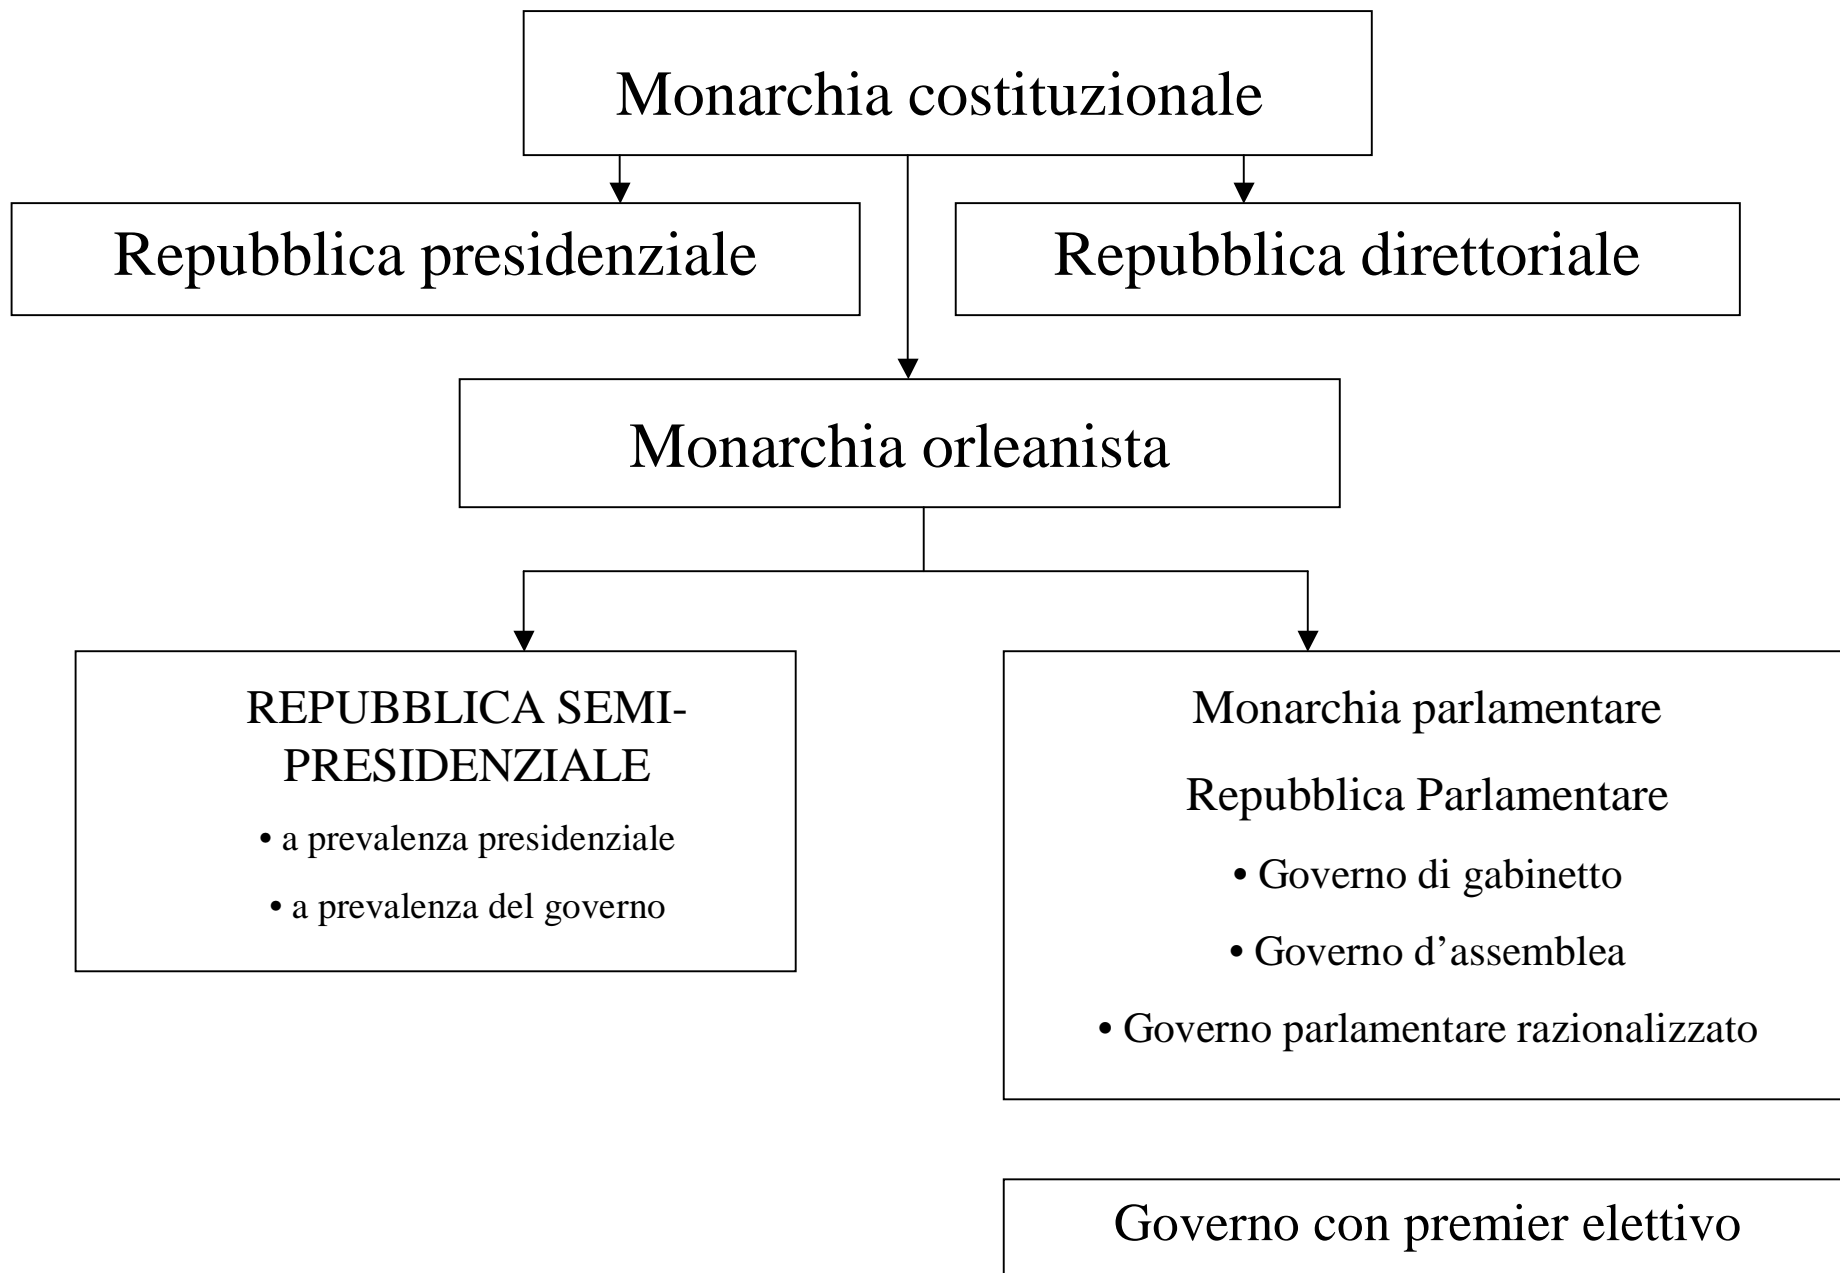 Monarchia costituzionale
Repubblica presidenziale
Repubblica direttoriale
Monarchia orleanista
REPUBBLICA SEMI-
PRESIDENZIALE
• a prevalenza presidenziale
• a prevalenza del governo
Monarchia parlamentare
Repubblica Parlamentare
• Governo di gabinetto
• Governo d’assemblea
• Governo parlamentare razionalizzato
Governo con premier elettivo